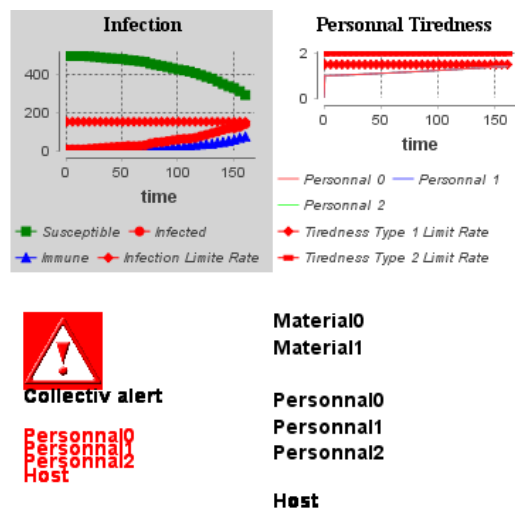 Infection
400
200
0
0 50 100 150
time
Susceptible Infected
Immune Infection Limite Rate
Personnal Tiredness
2
0
0 50 100 150
time
Personnal 0 Personnal 1
Personnal 2
Tiredness Type 1 Limit Rate
Tiredness Type 2 Limit Rate
!
Collectiv alert
Personnal0
Personnal1
Personnal2
Host
Material0
Material1
Personnal0
Personnal1
Personnal2
Host